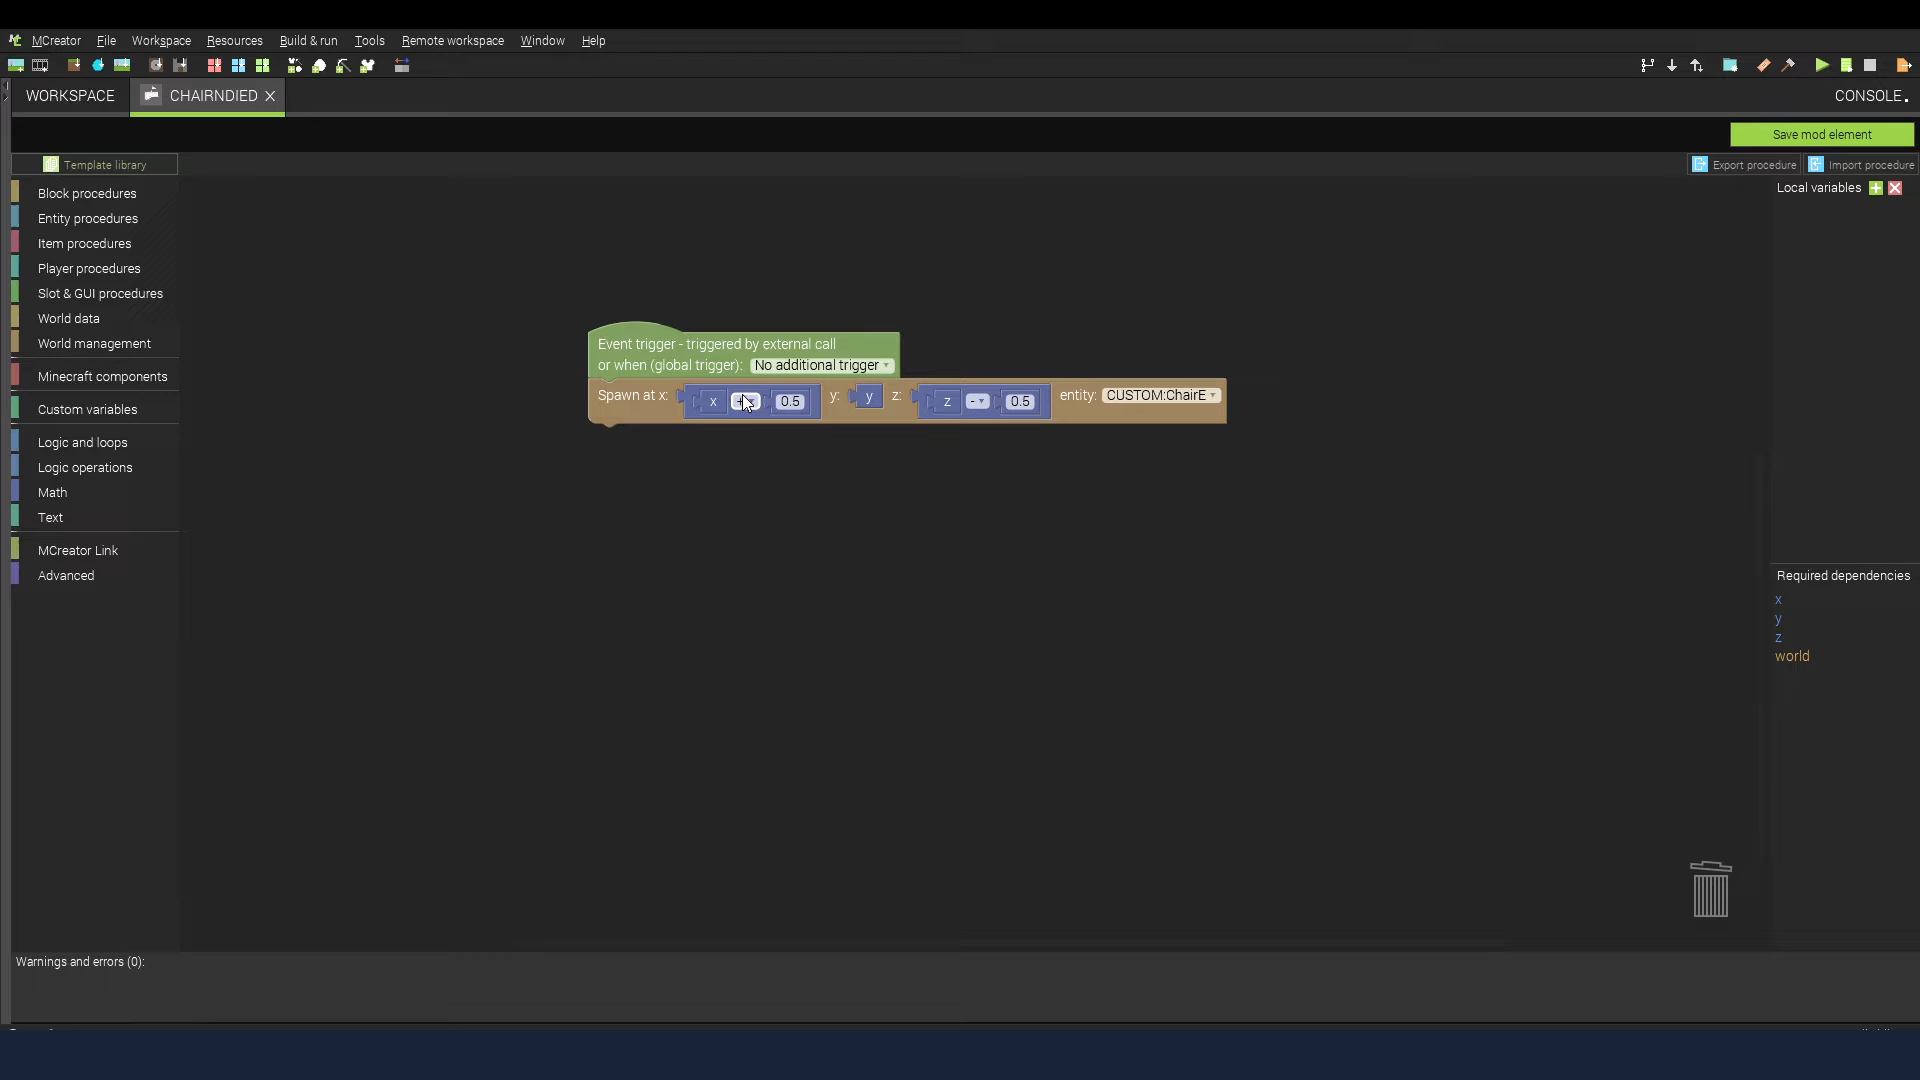 MCreator File Workspace Resources Build & run Tools Remote workspace Window Help
WORKSPACE CHAIRNDIED X CONSOLE
Save mod element
Template library Export procedure Import procedure
Block procedures
Local variables
Entity procedures
Item procedures
Player procedures
Slot & GUI procedures
World data
World management
Minecraft components
Custom variables
Logic and loops
Logic operations
Math
Text
MCreator Link
Advanced
Event trigger - triggered by external call
or when (global trigger): No additional trigger
Spawn at x: x + 0.5 y: y z: z - 0.5 entity: CUSTOM:ChairE
Required dependencies
x
y
z
world
Warnings and errors (0):